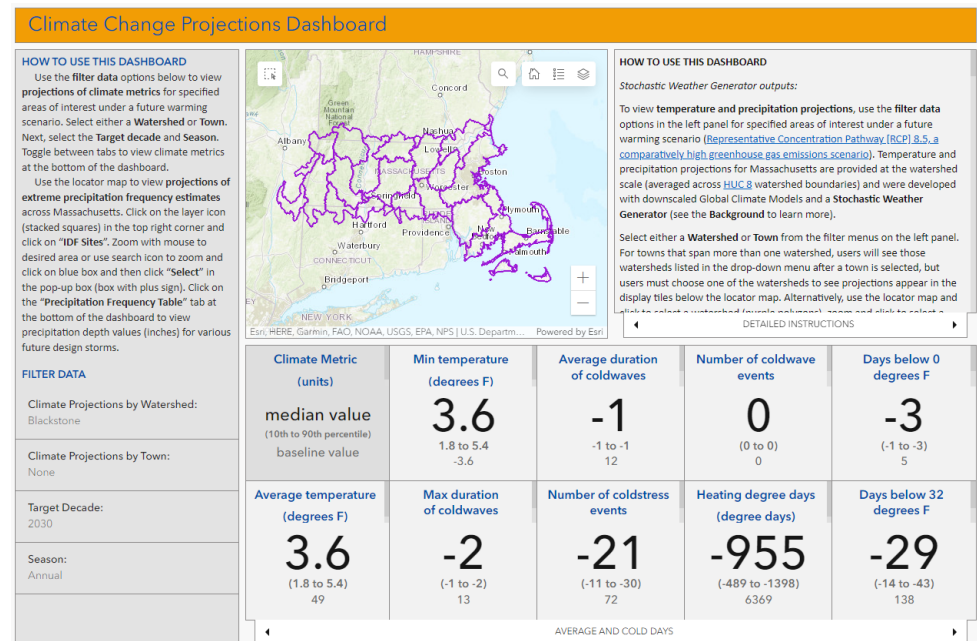 Climate Change Projections Dashboard
HOW TO USE THIS DASHBOARD
Use the filter data options below to view
projections of climate metrics for specified
areas of interest under a future warming
scenario. Select either a Watershed or Town.
Next, select the Target decade and Season.
Toggle between tabs to view climate metrics
at the bottom of the dashboard.
Use the locator map to view projections of
extreme precipitation frequency estimates
across Massachusetts. Click on the layer icon
(stacked squares) in the top right corner and
click on "IDF Sites". Zoom with mouse to
desired area or use search icon to zoom and
click on blue box and then click "Select" in
the pop-up box (box with plus sign). Click on
the "Precipitation Frequency Table" tab at
the bottom of the dashboard to view
precipitation depth values (inches) for various
future design storms.
FILTER DATA
Climate Projections by Watershed:
Blackstone
Climate Projections by Town:
None
Target Decade:
2030
Season:
Annual
HAMPSHIRE
Concord
Green
Mountain
National
Forest
Albany
Nashua
Lowell
MASSACHUSETTS
Boston
Worcester
Springfield
Plymouth
Hartford
Providence
New
Bedford
Barnstable
Falmouth
Waterbury
CONNECTICUT
Bridgeport
NEW YORK
Esri, HERE, Garmin, FAO, NOAA, USGS, EPA, NPS | U.S. Departm...
Powered by Esri
HOW TO USE THIS DASHBOARD
Stochastic Weather Generator outputs:
To view temperature and precipitation projections, use the filter data
options in the left panel for specified areas of interest under a future
warming scenario (Representative Concentration Pathway [RCP] 8.5, a
comparatively high greenhouse gas emissions scenario). Temperature and
precipitation projections for Massachusetts are provided at the watershed
scale (averaged across HUC 8 watershed boundaries) and were developed
with downscaled Global Climate Models and a Stochastic Weather
Generator (see the Background to learn more).
Select either a Watershed or Town from the filter menus on the left panel.
For towns that span more than one watershed, users will see those
watersheds listed in the drop-down menu after a town is selected, but
users must choose one of the watersheds to see projections appear in the
display tiles below the locator map. Alternatively, use the locator map and
DETAILED INSTRUCTIONS
Climate Metric
(units)
median value
(10th to 90th percentile)
baseline value
Min temperature
(degrees F)
3.6
1.8 to 5.4
-3.6
Average duration
of coldwaves
-1
-1 to -1
12
Number of coldwave
events
0
(0 to 0)
0
Days below 0
degrees F
-3
(-1 to -3)
5
Average temperature
(degrees F)
3.6
(1.8 to 5.4)
49
Max duration
of coldwaves
-2
(-1 to -2)
13
Number of coldstress
events
-21
(-11 to -30)
72
Heating degree days
(degree days)
-955
(-489 to -1398)
6369
Days below 32
degrees F
-29
(-14 to -43)
138
AVERAGE AND COLD DAYS